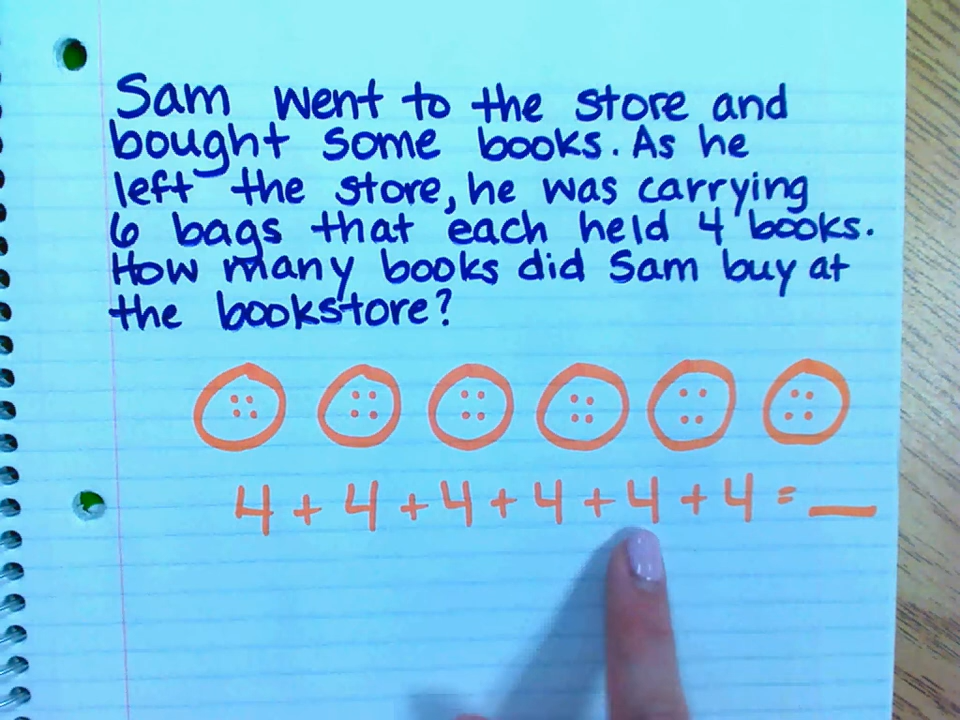 Sam went to the store and
bought some books. As he
left the store, he was carrying
6 bags that each held 4 books.
How many books did Sam buy at
the bookstore?
4 + 4 + 4 + 4 + 4 + 4 = __